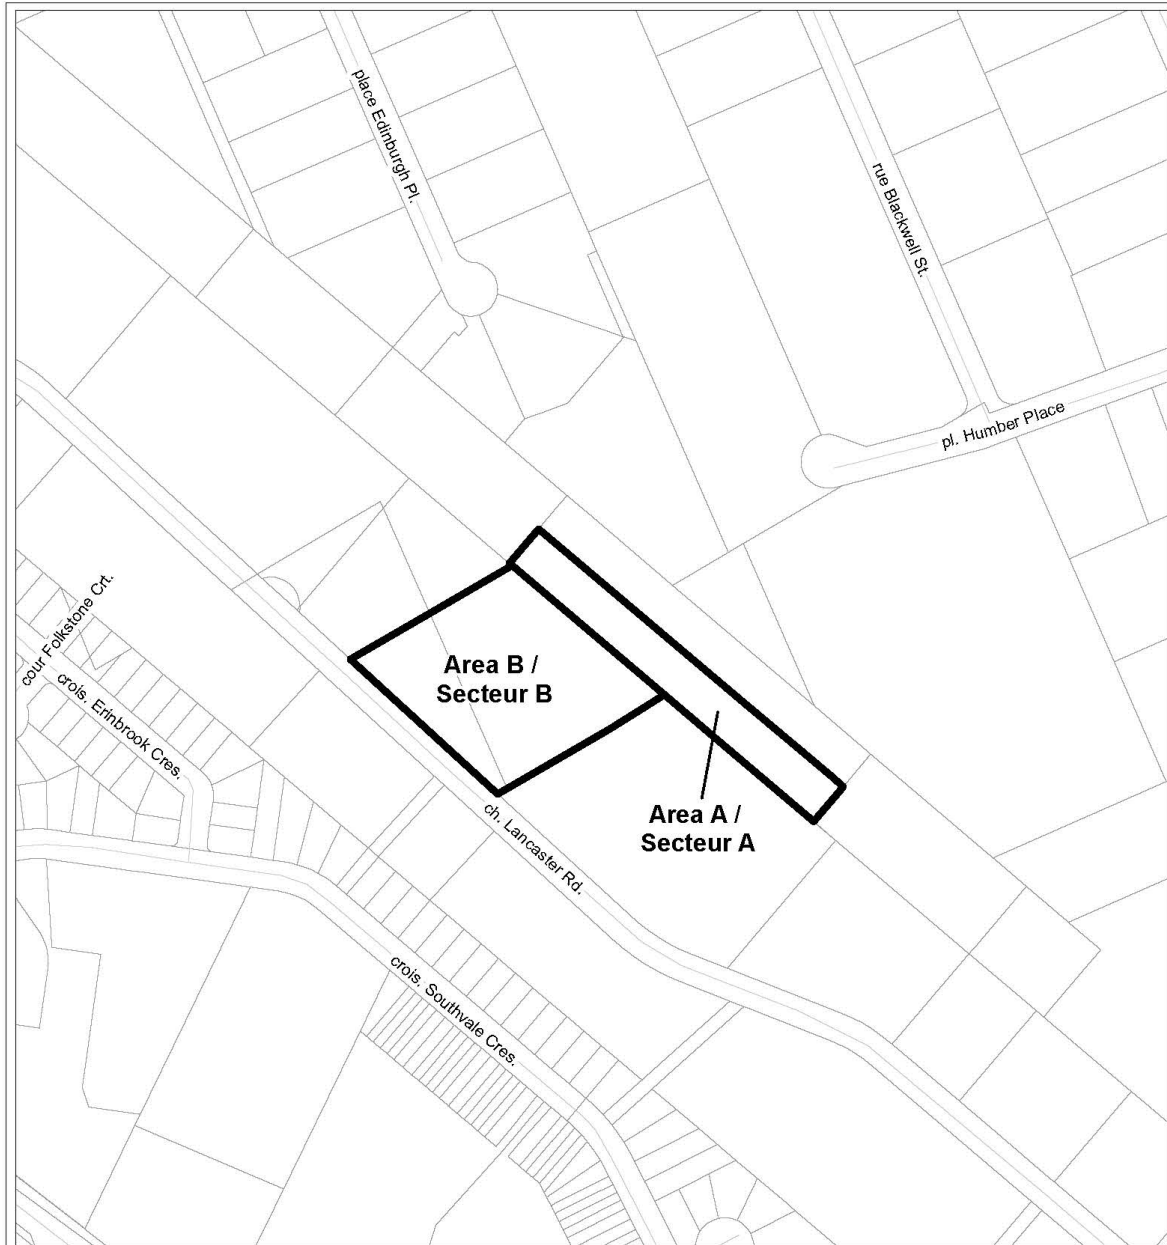 place Edinburgh Pl.
rue Blackwell St.
pl. Humber Place
cour Folkstone Crt.
crois. Erinbrook Cres.
Area B /
Secteur B
Area A /
Secteur A
ch. Lancaster Rd.
crois. Southvale Cres.